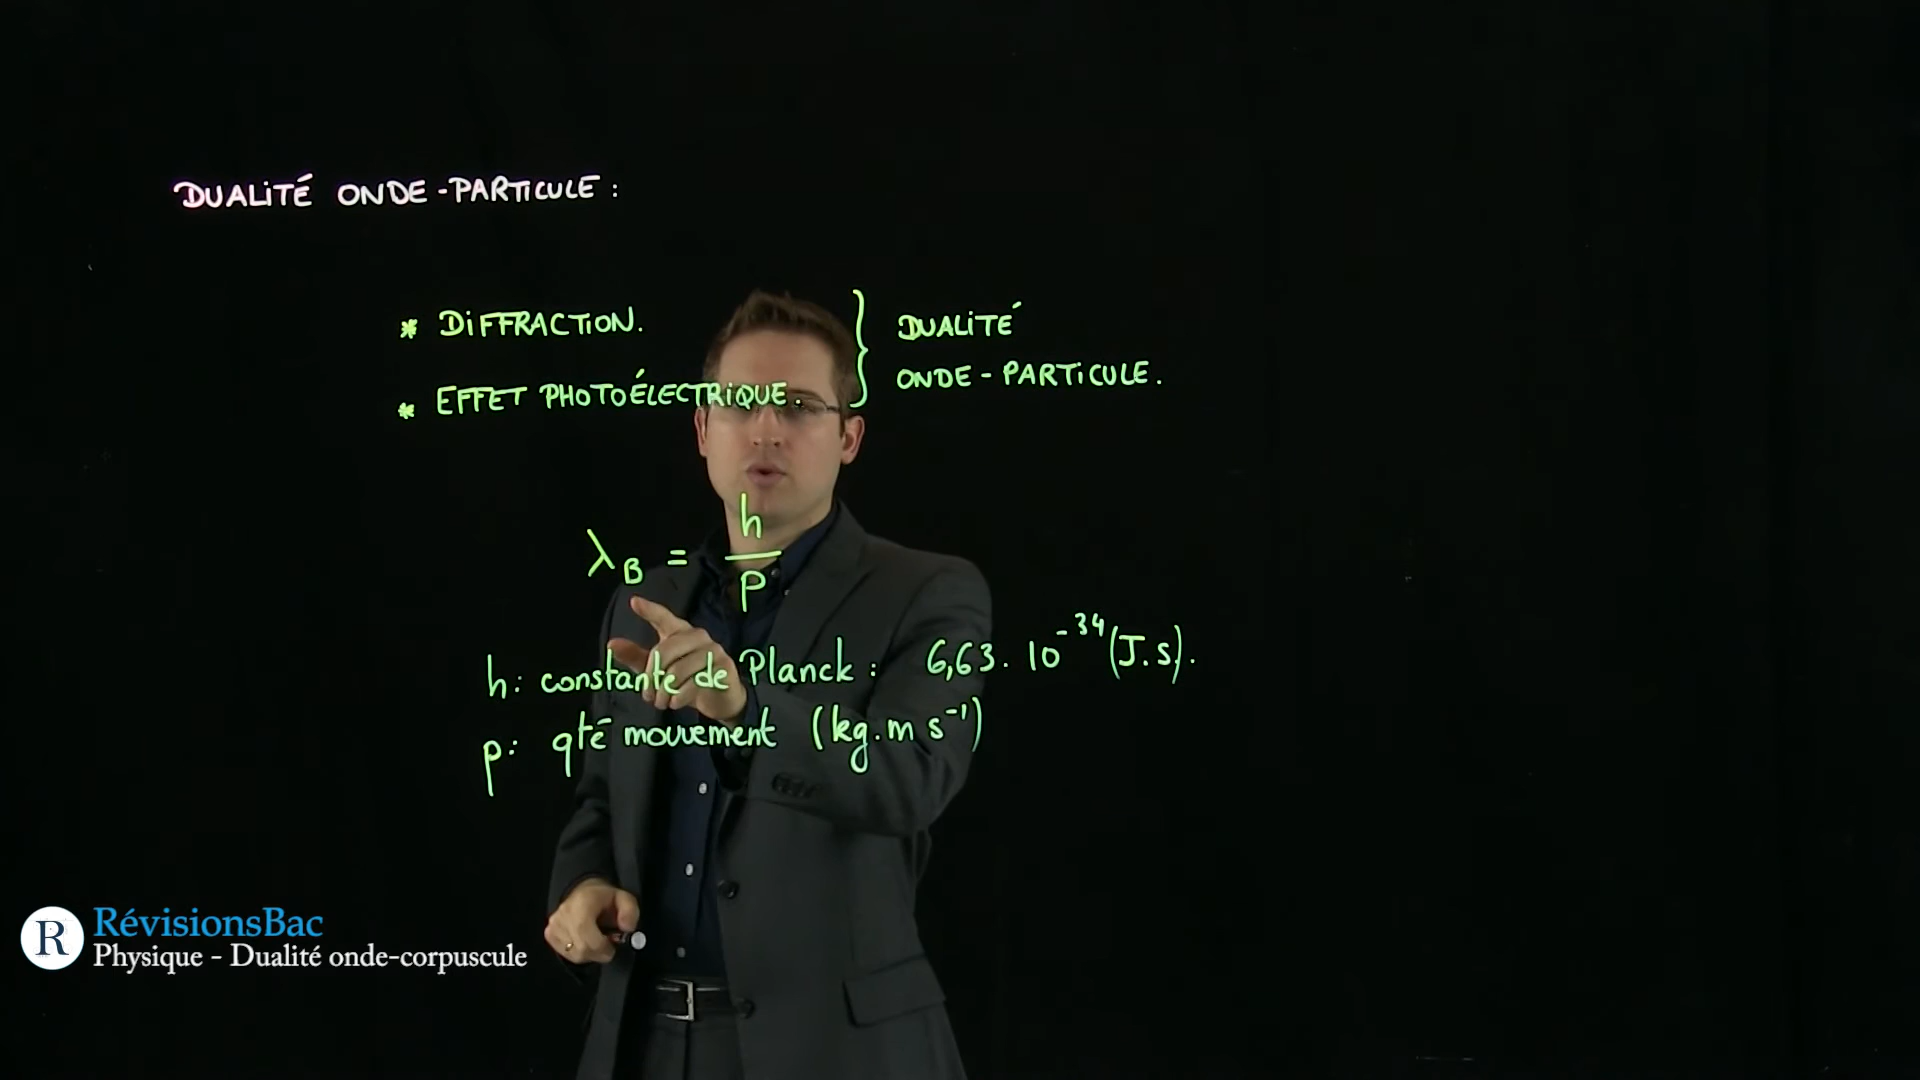 DUALITÉ ONDE-PARTICULE :
* DIFFRACTION.
* EFFET PHOTOÉLECTRIQUE.
} DUALITÉ
ONDE-PARTICULE.
λB = h/p
h: constante de Planck : 6,63. 10^-34 (J.s).
p: qté mouvement (kg.m s^-1)
R RévisionsBac
Physique - Dualité onde-corpuscule